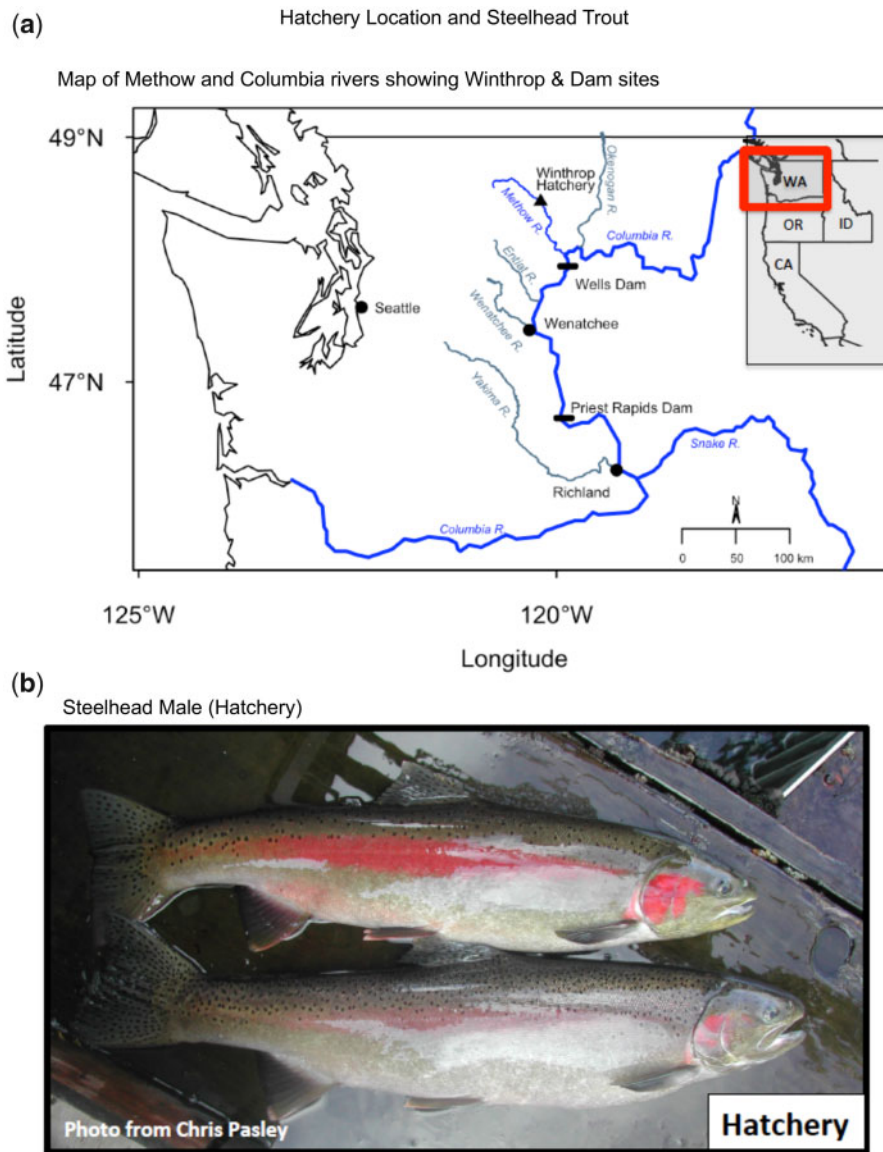 Hatchery Location and Steelhead Trout
(a)
Map of Methow and Columbia rivers showing Winthrop & Dam sites
49°N
47°N
Latitude
Winthrop
Hatchery
Methow R.
Okenogan R.
Columbia R.
Entiat R.
Wells Dam
Wenatchee R.
Wenatchee
Seattle
Yakima R.
Priest Rapids Dam
Snake R.
Richland
Columbia R.
N
0 50 100 km
WA
OR
ID
CA
125°W
120°W
Longitude
(b)
Steelhead Male (Hatchery)
Photo from Chris Pasley
Hatchery